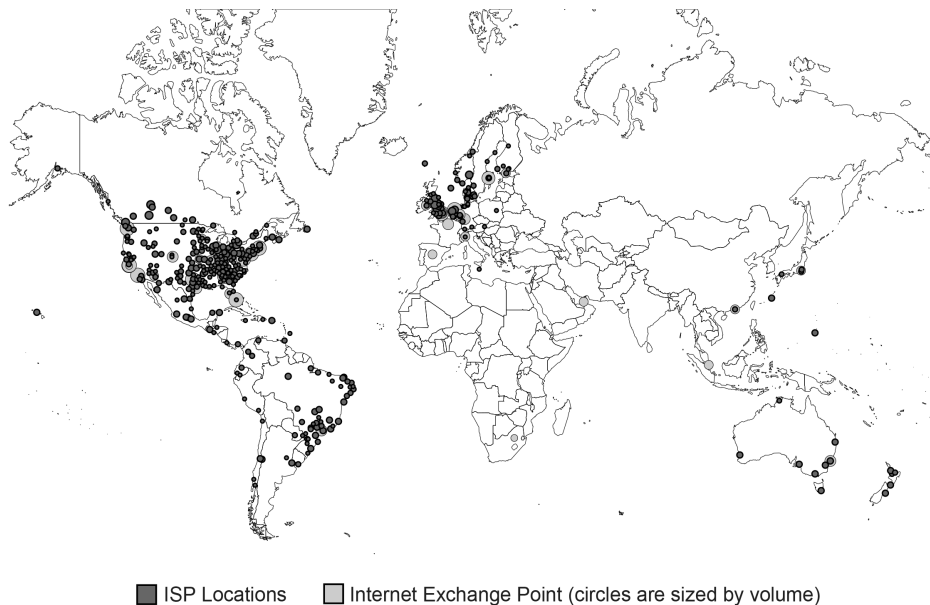 ISP Locations
Internet Exchange Point (circles are sized by volume)